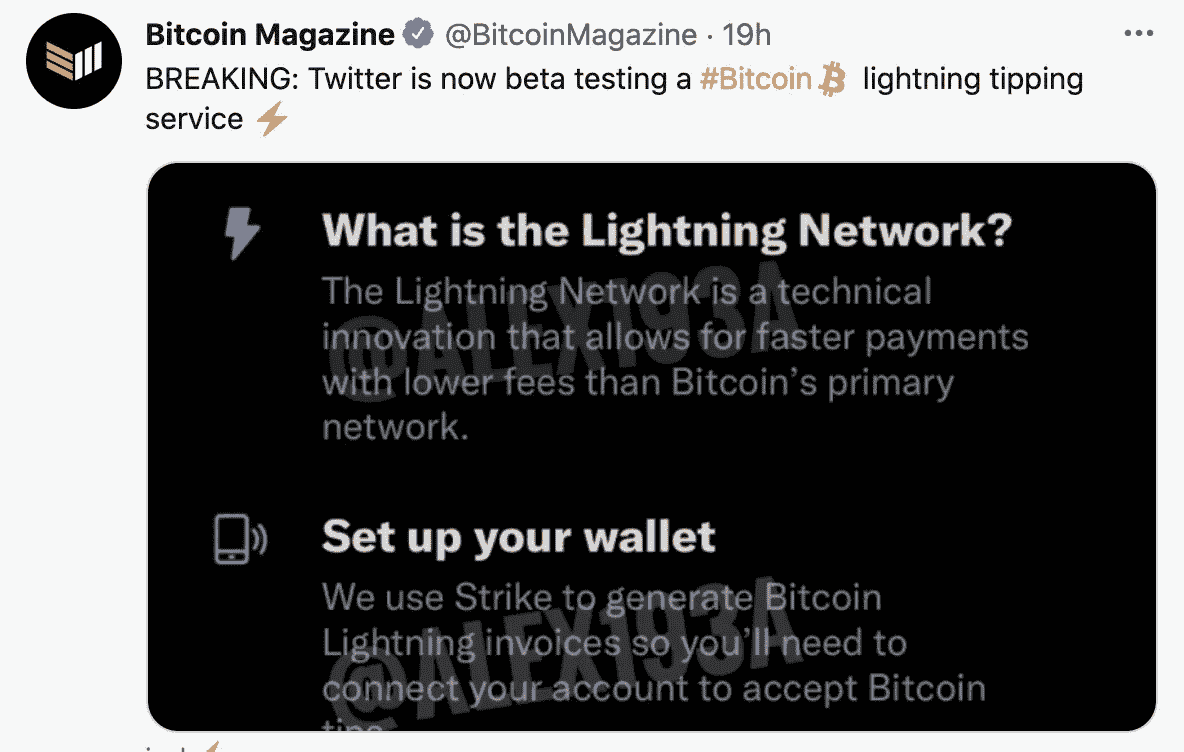 Bitcoin Magazine @BitcoinMagazine · 19h
BREAKING: Twitter is now beta testing a #Bitcoin lightning tipping
service ⚡
What is the Lightning Network?
The Lightning Network is a technical
innovation that allows for faster payments
with lower fees than Bitcoin's primary
network.
@ALEX193A
Set up your wallet
We use Strike to generate Bitcoin
Lightning invoices so you'll need to
connect your account to accept Bitcoin
@ALEX193A